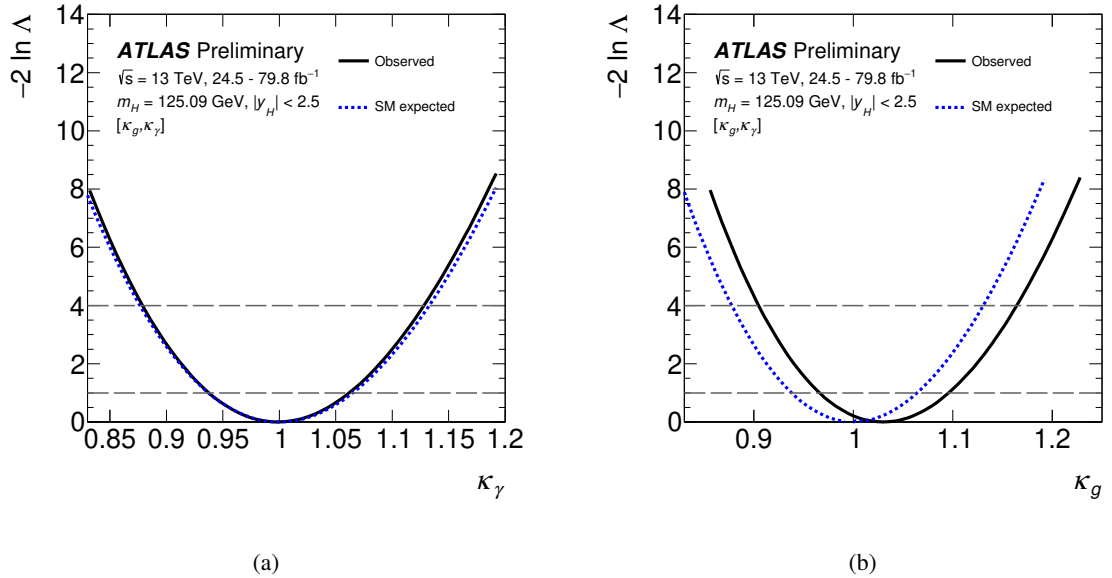 −2 ln Λ
14
12
10
8
6
4
2
0
ATLAS Preliminary
√s = 13 TeV, 24.5 - 79.8 fb⁻¹
m_H = 125.09 GeV, |y_H| < 2.5
[κ_g,κ_γ]
Observed
SM expected
0.85 0.9 0.95 1 1.05 1.1 1.15 1.2
κ_γ
(a)
−2 ln Λ
14
12
10
8
6
4
2
0
ATLAS Preliminary
√s = 13 TeV, 24.5 - 79.8 fb⁻¹
m_H = 125.09 GeV, |y_H| < 2.5
[κ_g,κ_γ]
Observed
SM expected
0.9 1 1.1 1.2
κ_g
(b)